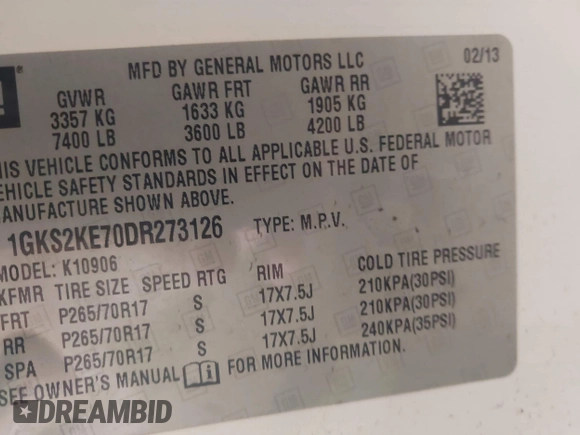 MFD BY GENERAL MOTORS LLC 02/13
GVWR GAWR FRT GAWR RR
3357 KG 1633 KG 1905 KG
7400 LB 3600 LB 4200 LB
HIS VEHICLE CONFORMS TO ALL APPLICABLE U.S. FEDERAL MOTOR
VEHICLE SAFETY STANDARDS IN EFFECT ON THE DATE OF
MANUFACTURE SHOWN ABOVE.
1GKS2KE70DR273126 TYPE: M.P.V.
MODEL: K10906
KFMR TIRE SIZE SPEED RTG RIM COLD TIRE PRESSURE
FRT P265/70R17 S 17X7.5J 210KPA(30PSI)
RR P265/70R17 S 17X7.5J 210KPA(30PSI)
SPA P265/70R17 S 17X7.5J 240KPA(35PSI)
SEE OWNER'S MANUAL FOR MORE INFORMATION.
DREAMBID